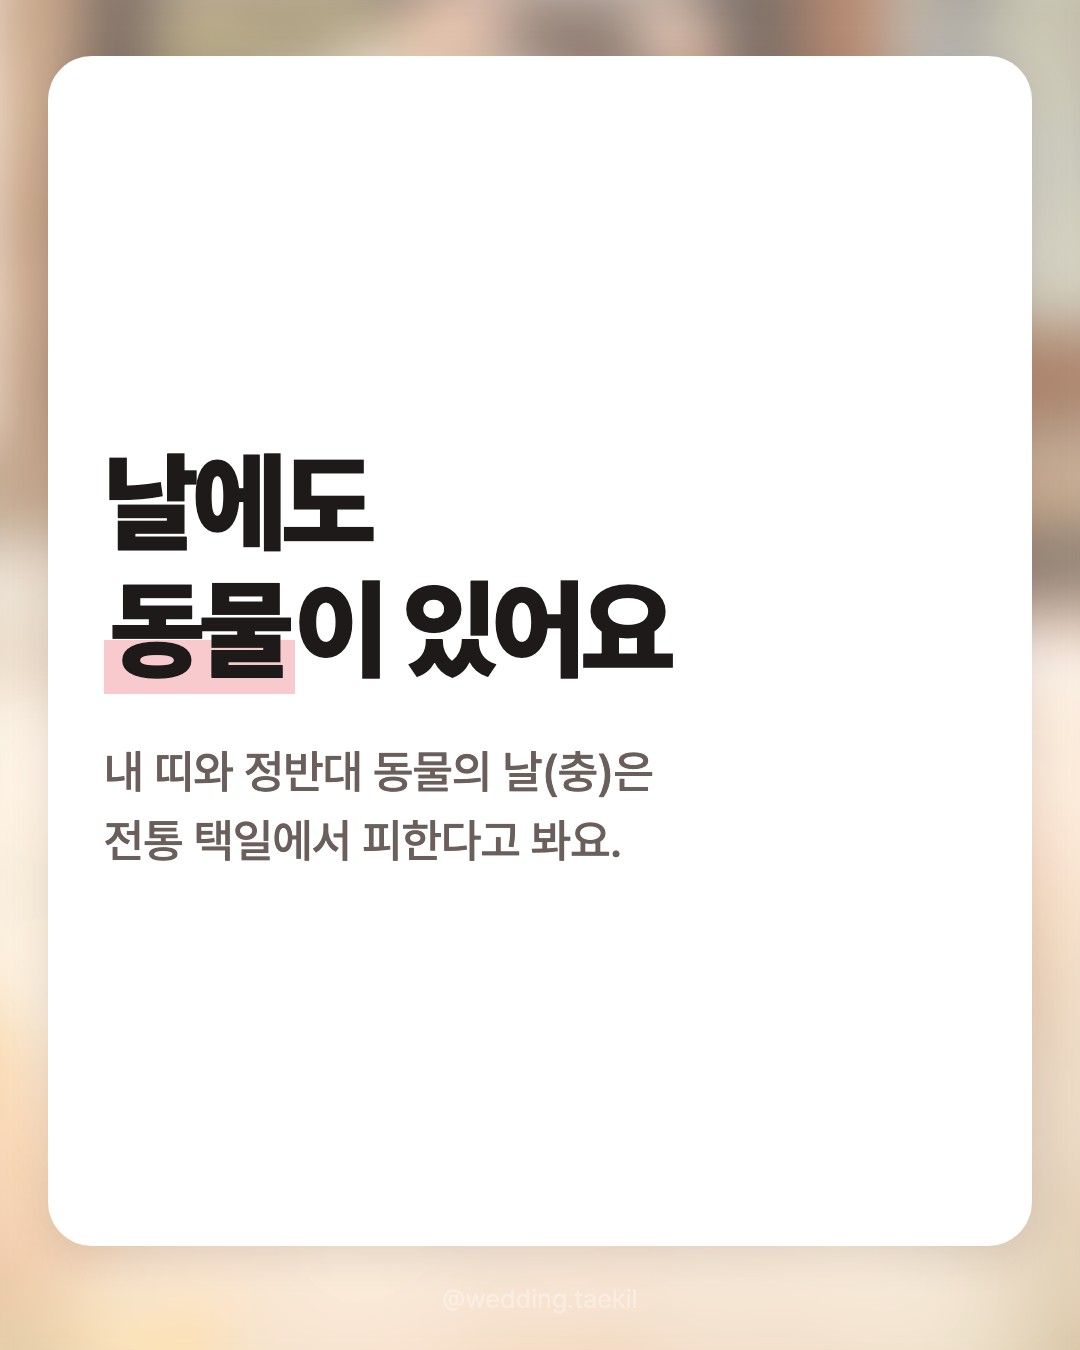 날에도
동물이 있어요
내 띠와 정반대 동물의 날(충)은
전통 택일에서 피한다고 봐요.
@wedding.taekil